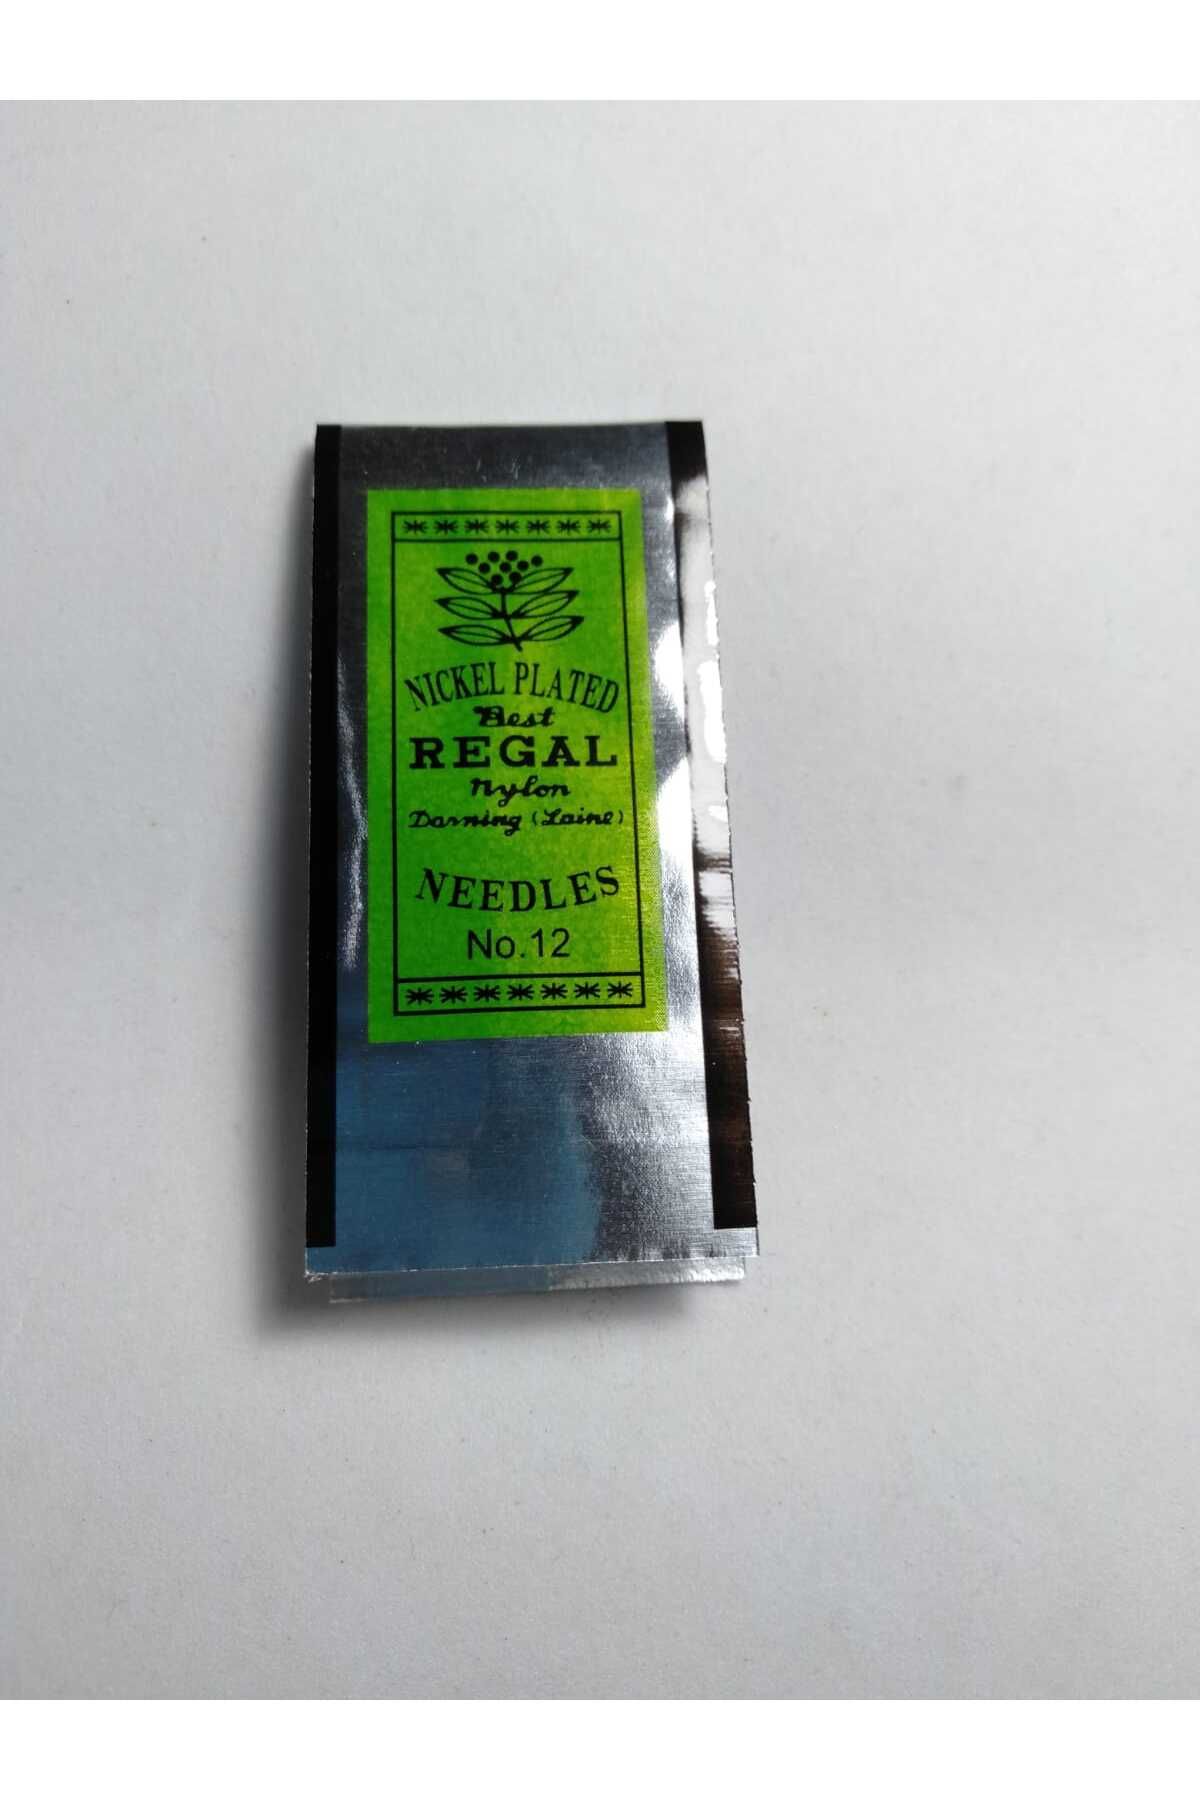 NICKEL PLATED
Best
REGAL
Nylon
Darning (Laine)
NEEDLES
No.12